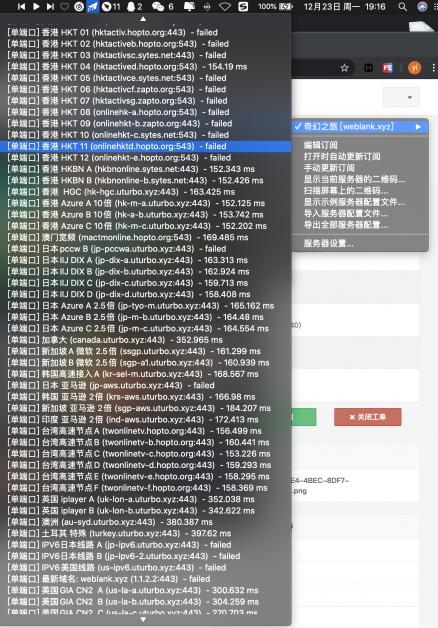 11 2 6 100% 12月23日 周一 19:16
[单端口] 香港 HKT 01 (hktactiv.hopto.org:443) - failed
[单端口] 香港 HKT 02 (hktactiveb.hopto.org:443) - failed
[单端口] 香港 HKT 03 (hktactivsc.sytes.net:443) - failed
[单端口] 香港 HKT 04 (hktactived.hopto.org:443) - 154.19 ms
[单端口] 香港 HKT 05 (hktactivce.sytes.net:443) - failed
[单端口] 香港 HKT 06 (hktactivcf.zapto.org:443) - failed
[单端口] 香港 HKT 07 (hktactivsg.zapto.org:443) - failed
[单端口] 香港 HKT 08 (onlinehk-a.hopto.org:443) - failed
[单端口] 香港 HKT 09 (onlinehkt-b.zapto.org:443) - failed
[单端口] 香港 HKT 10 (onlinehkt-c.sytes.net:443) - failed
[单端口] 香港 HKT 11 (onlinehktd.hopto.org:543) - failed
[单端口] 香港 HKT 12 (onlinehkt-e.hopto.org:443) - failed
[单端口] 香港 HKBN A (hkbnonline.sytes.net:443) - 152.343 ms
[单端口] 香港 HKBN B (hkbnonline-b.sytes.net:443) - 152.426 ms
[单端口] 香港 HGC (hk-hgc.uturbo.xyz:443) - 163.425 ms
[单端口] 香港 Azure A 10倍 (hk-m-a.uturbo.xyz:443) - 152.125 ms
[单端口] 香港 Azure B 10倍 (hk-a-b.uturbo.xyz:443) - 153.742 ms
[单端口] 香港 Azure C 10倍 (hk-m-c.uturbo.xyz:443) - 152.202 ms
[单端口] 澳门宽频 (mactmonline.hopto.org:543) - 169.485 ms
[单端口] 日本 pccw B (jp-pccwa.uturbo.xyz:443) - failed
[单端口] 日本 IIJ DIX A (jp-dix-a.uturbo.xyz:443) - 163.313 ms
[单端口] 日本 IIJ DIX B (jp-dix-b.uturbo.xyz:443) - 162.924 ms
[单端口] 日本 IIJ DIX C (jp-dix-c.uturbo.xyz:443) - 159.713 ms
[单端口] 日本 IIJ DIX D (jp-dix-d.uturbo.xyz:443) - 158.408 ms
[单端口] 日本 Azure A 2.5倍 (jp-tyo-m.uturbo.xyz:443) - 165.162 ms
[单端口] 日本 Azure B 2.5倍 (jp-m-b.uturbo.xyz:443) - 164.48 ms
[单端口] 日本 Azure C 2.5倍 (jp-m-c.uturbo.xyz:443) - 164.554 ms
[单端口] 加拿大 (canada.uturbo.xyz:443) - 352.965 ms
[单端口] 新加坡A 微软 2.5倍 (ssgp.uturbo.xyz:443) - 161.299 ms
[单端口] 新加坡B 微软 2.5倍 (sgp-a1.uturbo.xyz:443) - 160.939 ms
[单端口] 韩国高速接入A (kr-sel-m.uturbo.xyz:443) - 168.567 ms
[单端口] 日本 亚马逊 (jp-aws.uturbo.xyz:443) - failed
[单端口] 韩国 亚马逊 2倍 (krs-aws.uturbo.xyz:443) - 166.98 ms
[单端口] 新加坡 亚马逊 2倍 (sgp-aws.uturbo.xyz:443) - 184.207 ms
[单端口] 印度 亚马逊 2倍 (ind-aws.uturbo.xyz:443) - 172.413 ms
[单端口] 台湾高速节点A (twonlinetv.hopto.org:443) - 156.499 ms
[单端口] 台湾高速节点B (twonlinetv-b.hopto.org:443) - 160.441 ms
[单端口] 台湾高速节点C (twonlinetv-c.hopto.org:443) - 153.226 ms
[单端口] 台湾高速节点D (twonlinetv-d.hopto.org:443) - 159.293 ms
[单端口] 台湾高速节点E (twonlinetv-e.hopto.org:443) - 158.295 ms
[单端口] 台湾高速节点F (twonlinetv-f.hopto.org:443) - 158.369 ms
[单端口] 英国 iplayer A (uk-lon-a.uturbo.xyz:443) - 352.038 ms
[单端口] 英国 iplayer B (uk-lon-b.uturbo.xyz:443) - 342.622 ms
[单端口] 澳洲 (au-syd.uturbo.xyz:443) - 380.387 ms
[单端口] 土耳其 特殊 (turkey.uturbo.xyz:443) - 397.62 ms
[单端口] IPV6日本线路 A (jp-ipv6.uturbo.xyz:443) - failed
[单端口] IPV6日本线路 C (jp-ipv6-2.uturbo.xyz:443) - failed
[单端口] IPV6美国线路 (us-ipv6.uturbo.xyz:443) - failed
[单端口] 最新域名: weblank.xyz (1.1.2.2:443) - failed
[单端口] 美国 GIA CN2 A (us-la-a.uturbo.xyz:443) - 300.632 ms
[单端口] 美国 GIA CN2 B (us-la-b.uturbo.xyz:443) - 304.259 ms
[单端口] 美国 GIA CN2 C (us-la-c.uturbo.xyz:443) - 270.703 ms
✓ 奇幻之旅 [weblank.xyz]
编辑订阅
打开时自动更新订阅
手动更新订阅
显示当前服务器的二维码...
扫描屏幕上的二维码...
显示示例服务器配置文件...
导入服务器配置文件...
导出全部服务器配置...
服务器设置...
40)
× 关闭工单
E4-4BEC-8DF7-
.png